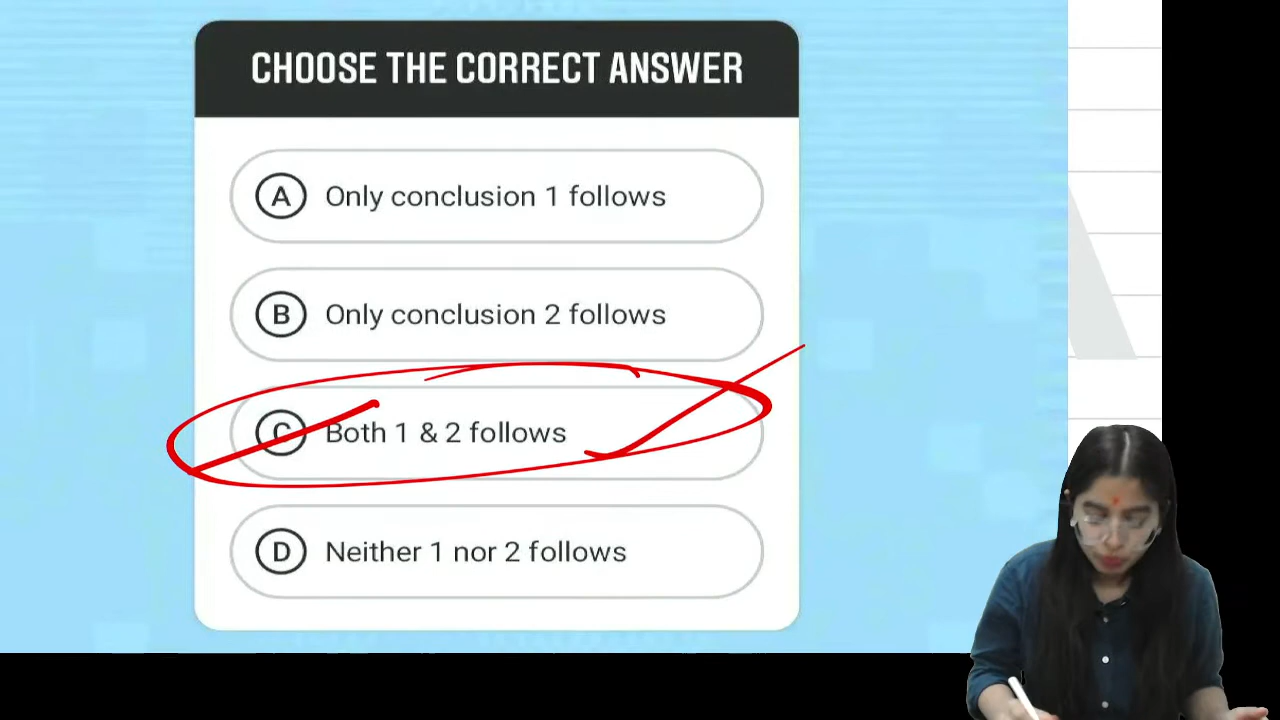 CHOOSE THE CORRECT ANSWER
A Only conclusion 1 follows
B Only conclusion 2 follows
C Both 1 & 2 follows
D Neither 1 nor 2 follows